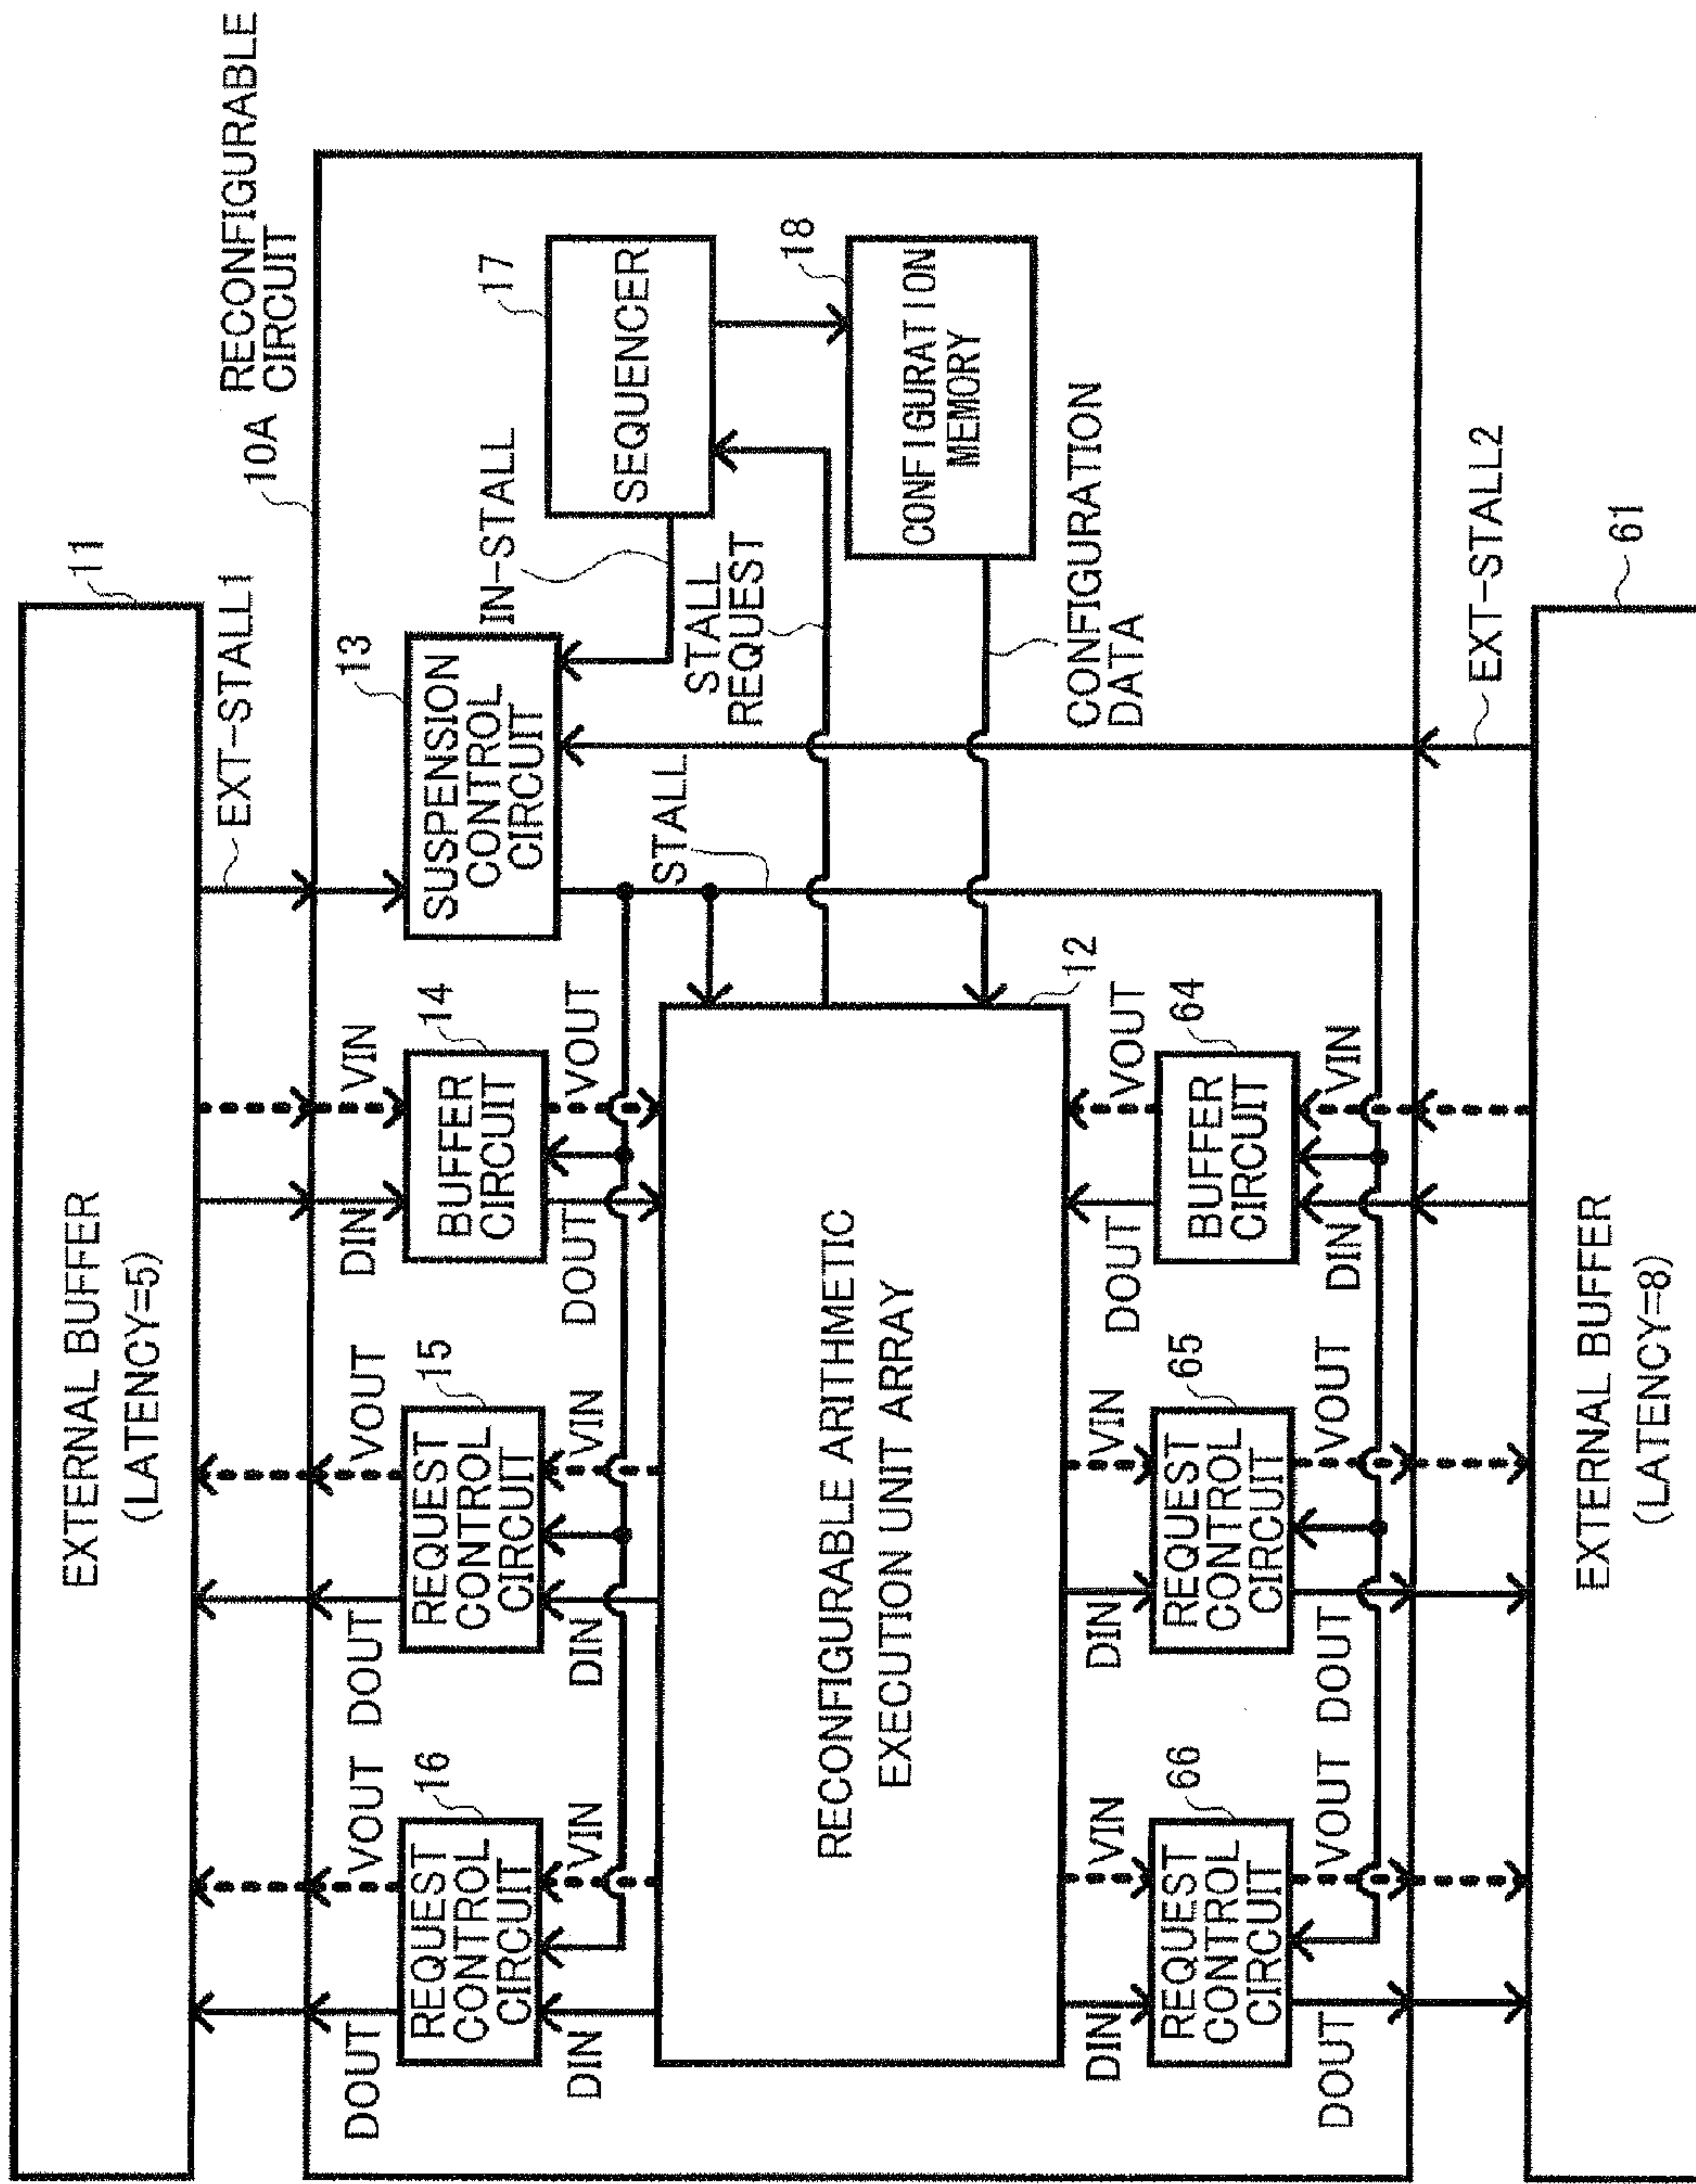 EXTERNAL BUFFER
(LATENCY=5)
11
EXT-STALL1
10A
RECONFIGURABLE
CIRCUIT
DOUT
VOUT
DOUT
VOUT
DIN
VIN
REQUEST
CONTROL
CIRCUIT
16
REQUEST
CONTROL
CIRCUIT
15
BUFFER
CIRCUIT
14
SUSPENSION
CONTROL
CIRCUIT
13
IN-STALL
SEQUENCER
17
DIN
VIN
DIN
VIN
DOUT
VOUT
STALL
STALL
REQUEST
RECONFIGURABLE ARITHMETIC
EXECUTION UNIT ARRAY
12
CONFIGURATION
MEMORY
18
CONFIGURATION
DATA
DIN
VIN
DIN
VIN
DOUT
VOUT
REQUEST
CONTROL
CIRCUIT
66
REQUEST
CONTROL
CIRCUIT
65
BUFFER
CIRCUIT
64
DOUT
VOUT
DOUT
VOUT
DIN
VIN
EXT-STALL2
EXTERNAL BUFFER
(LATENCY=8)
61